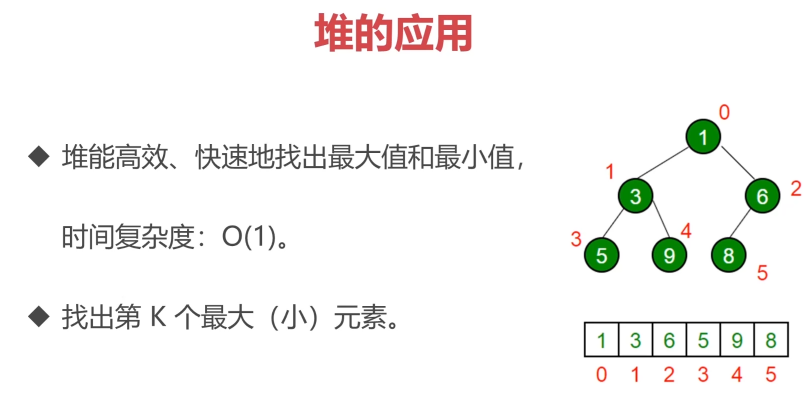 堆的应用
◆ 堆能高效、快速地找出最大值和最小值，
时间复杂度：O(1)。
◆ 找出第 K 个最大（小）元素。
0
1
1
3
2
6
3
5
4
9
8
5
1 3 6 5 9 8
0 1 2 3 4 5